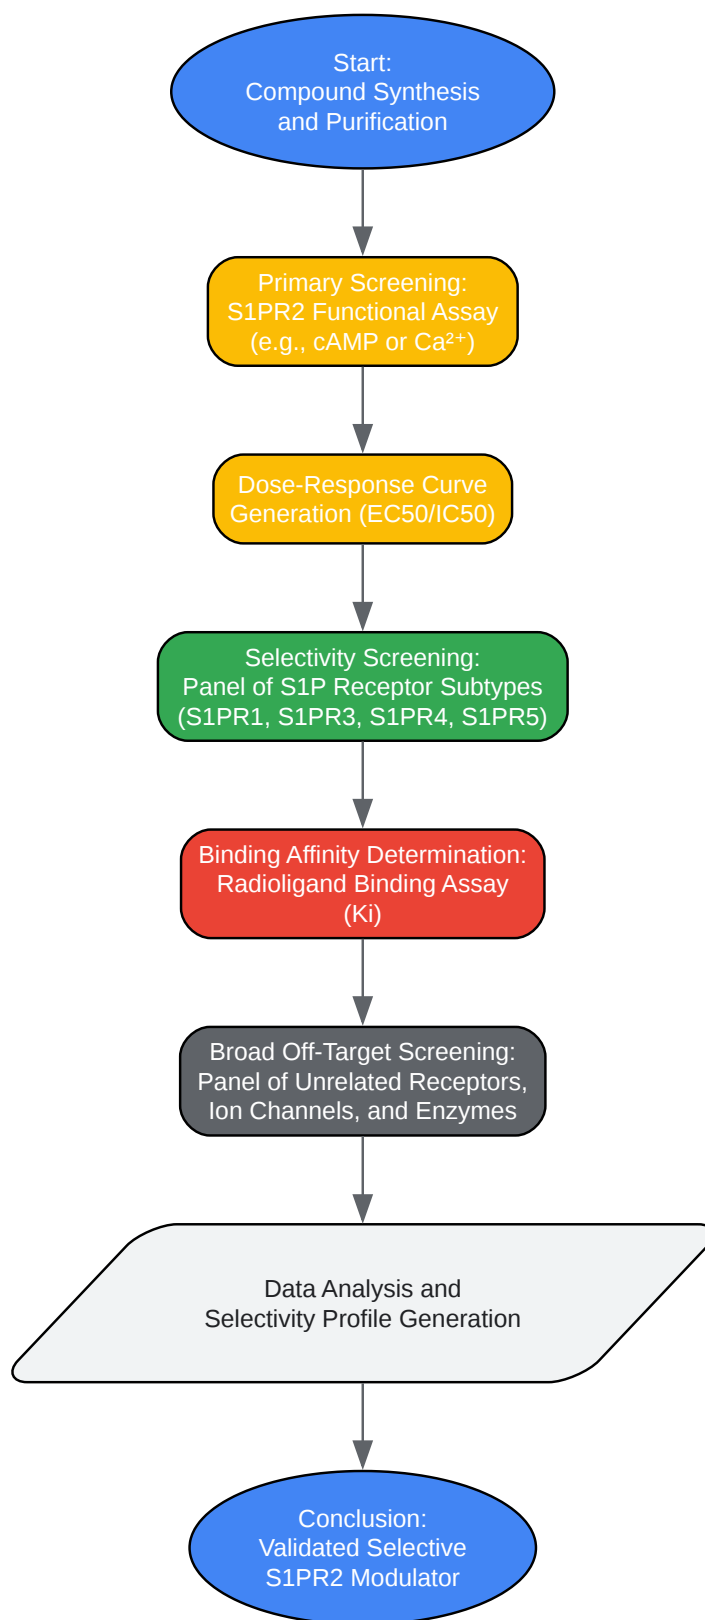 Start:
Compound Synthesis
and Purification
Primary Screening:
S1PR2 Functional Assay
(e.g., cAMP or Ca²⁺)
Dose-Response Curve
Generation (EC50/IC50)
Selectivity Screening:
Panel of S1P Receptor Subtypes
(S1PR1, S1PR3, S1PR4, S1PR5)
Binding Affinity Determination:
Radioligand Binding Assay
(Ki)
Broad Off-Target Screening:
Panel of Unrelated Receptors,
Ion Channels, and Enzymes
Data Analysis and
Selectivity Profile Generation
Conclusion:
Validated Selective
S1PR2 Modulator